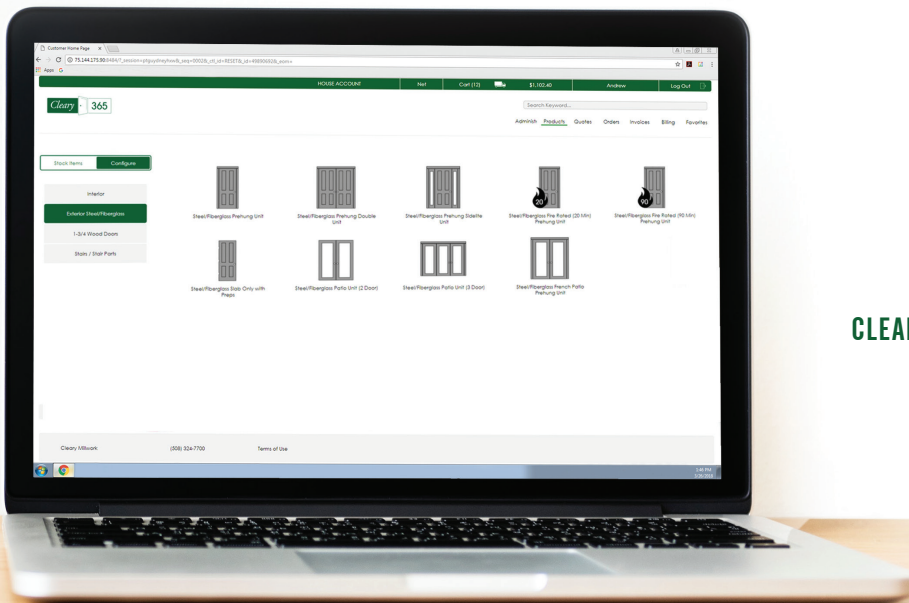 Customer Home Page
Apps G
HOUSE ACCOUNT Net Cart (12) $1,102.40 Andrew Log Out
Cleary 365
Search Keyword...
Adminish Products Quotes Orders Invoices Billing Favorites
Stock Items Configure
Interior
Exterior Steel/Fiberglass
1-3/4 Wood Doors
Stairs / Stair Parts
20
90
Steel/Fiberglass Prehung Unit
Steel/Fiberglass Prehung Double
Unit
Steel/Fiberglass Prehung Sidelite
Unit
Steel/Fiberglass Fire Rated (20 Min)
Prehung Unit
Steel/Fiberglass Fire Rated (90 Min)
Prehung Unit
Steel/Fiberglass Slab Only with
Preps
Steel/Fiberglass Patio Unit (2 Door)
Steel/Fiberglass Patio Unit (3 Door)
Steel/Fiberglass French Patio
Prehung Unit
CLEA
Cleary Millwork (508) 324-7700 Terms of Use